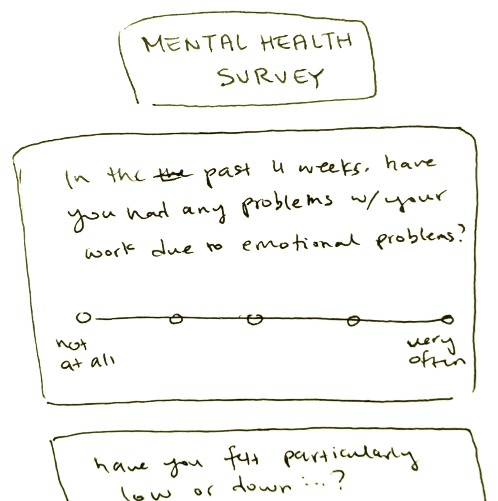 MENTAL HEALTH
SURVEY
In the the past 4 weeks, have
you had any problems w/ your
work due to emotional problems?
not
at all
very
often
have you felt particularly
low or down ...?